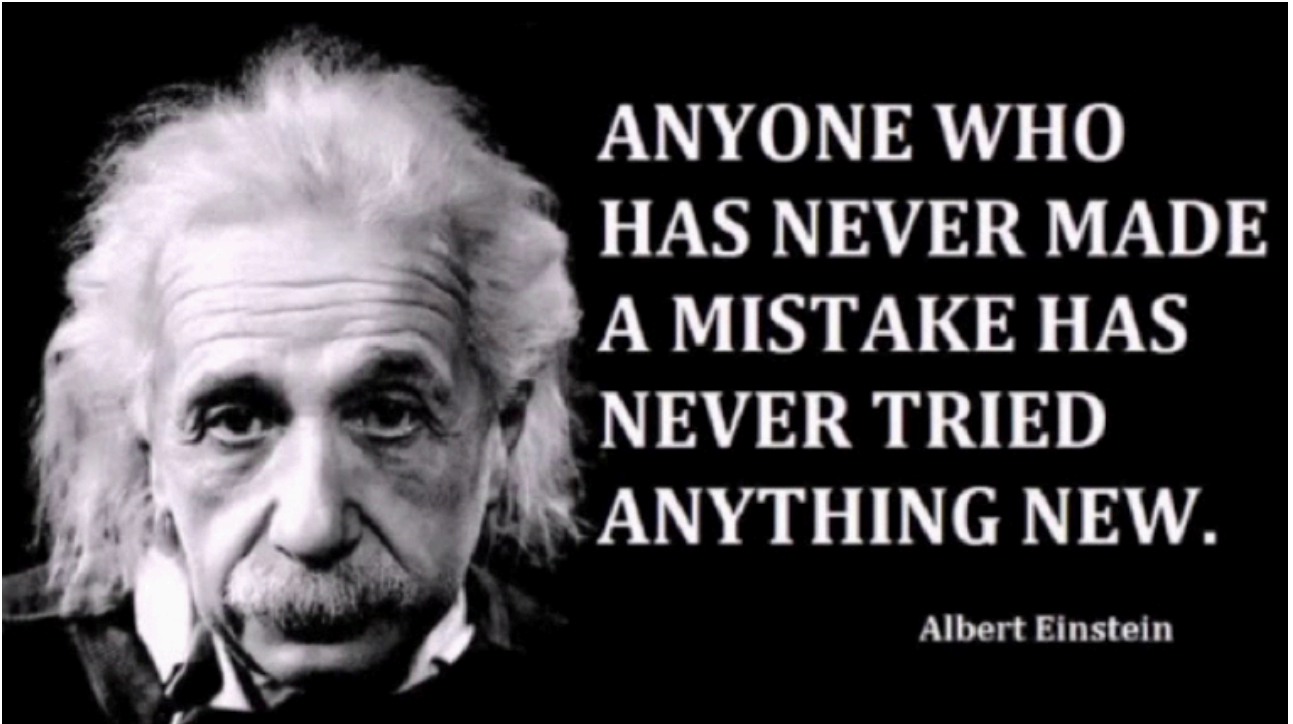 ANYONE WHO
HAS NEVER MADE
A MISTAKE HAS
NEVER TRIED
ANYTHING NEW.
Albert Einstein